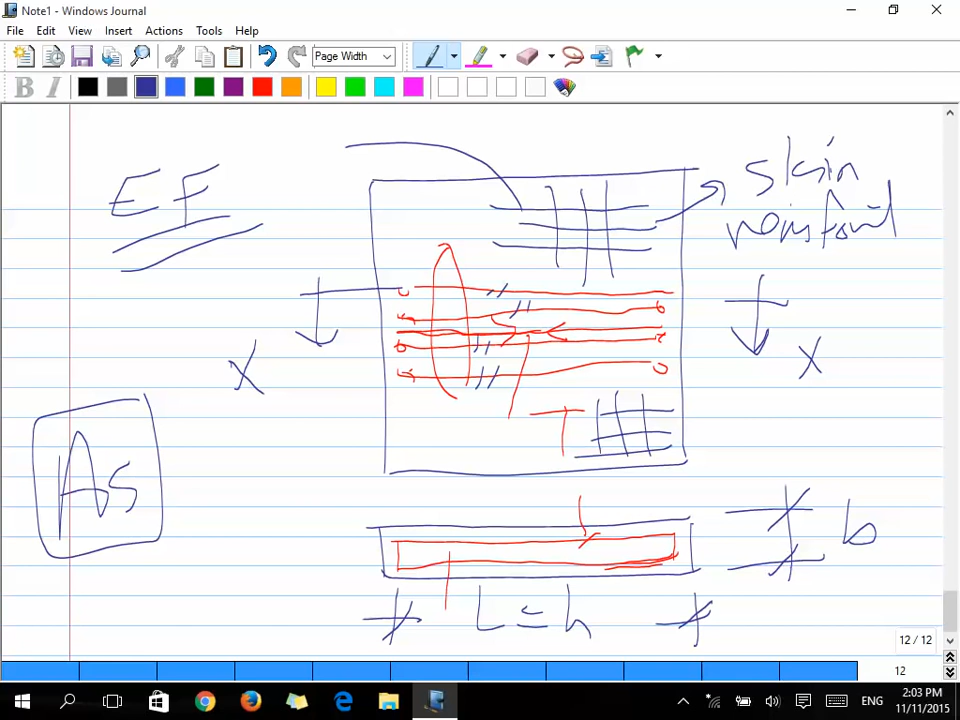 Note1 - Windows Journal
File Edit View Insert Actions Tools Help
Page Width
B I
EF
skin
X
X
As
b
L = h
12 / 12
12
ENG
2:03 PM
11/11/2015